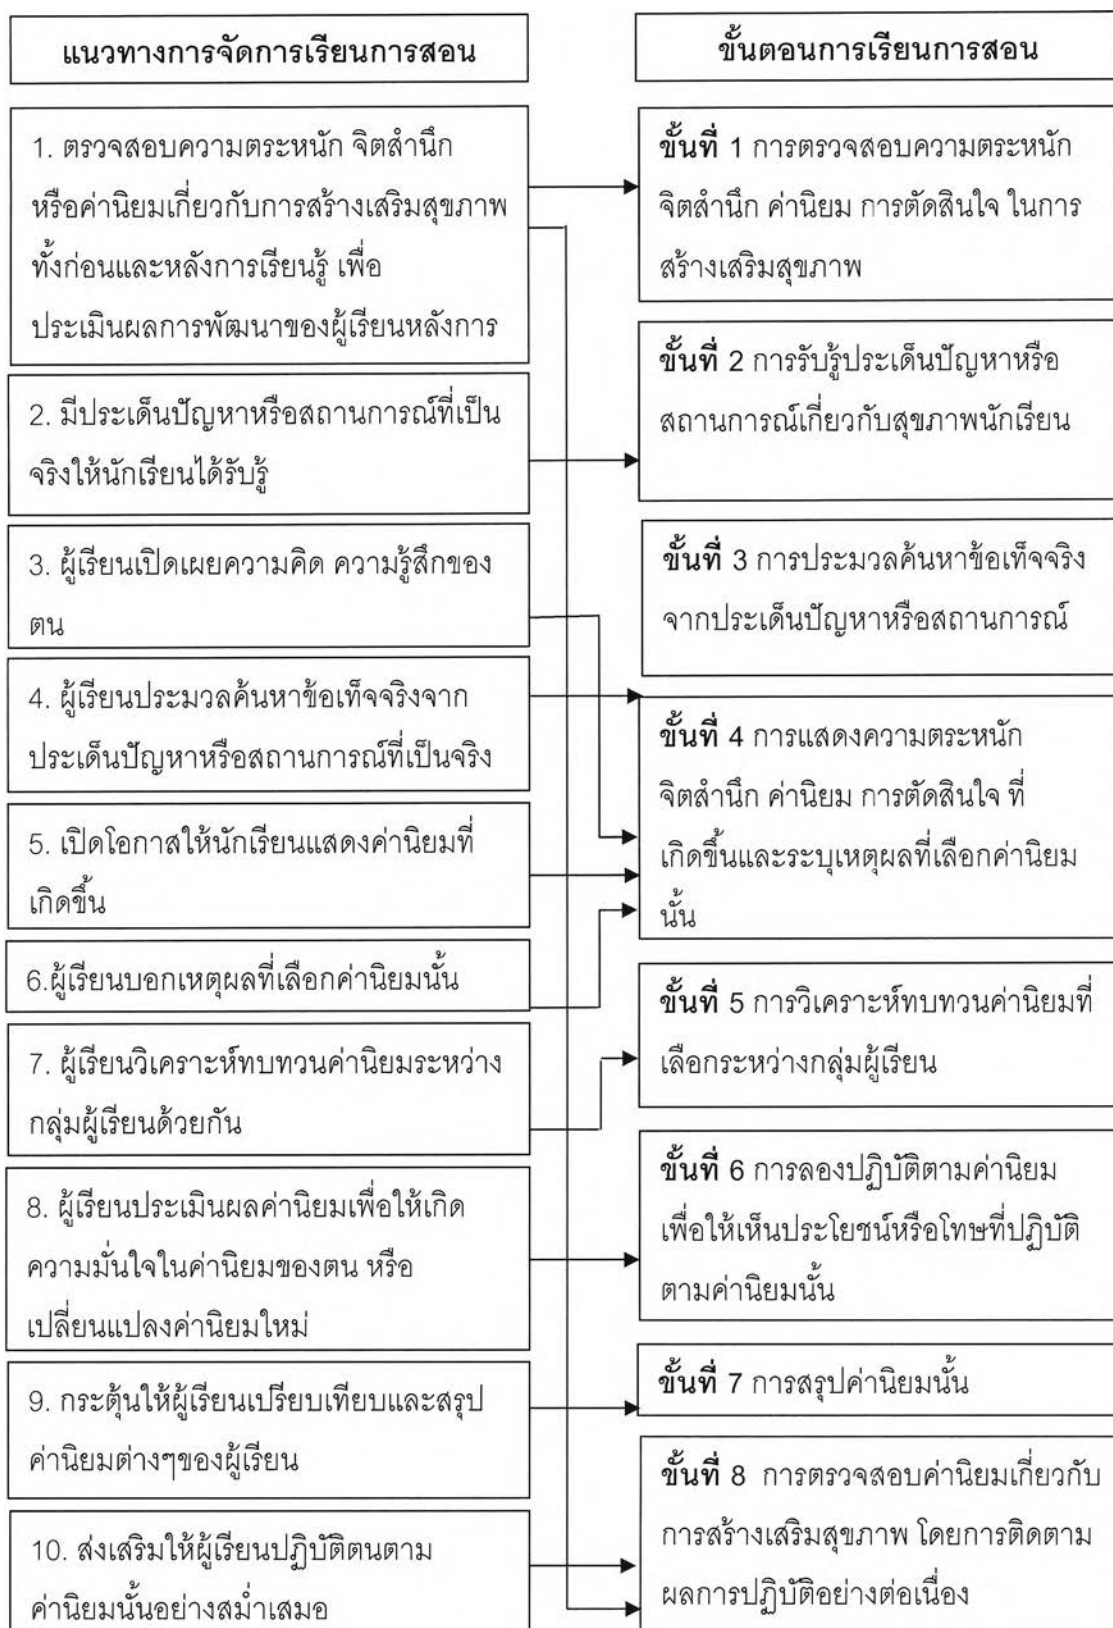 แนวทางการจัดการเรียนการสอน
1. ตรวจสอบความตระหนัก จิตสำนึก
หรือค่านิยมเกี่ยวกับการสร้างเสริมสุขภาพ
ทั้งก่อนและหลังการเรียนรู้ เพื่อ
ประเมินผลการพัฒนาของผู้เรียนหลังการ
2. มีประเด็นปัญหาหรือสถานการณ์ที่เป็น
จริงให้นักเรียนได้รับรู้
3. ผู้เรียนเปิดเผยความคิด ความรู้สึกของ
ตน
4. ผู้เรียนประมวลค้นหาข้อเท็จจริงจาก
ประเด็นปัญหาหรือสถานการณ์ที่เป็นจริง
5. เปิดโอกาสให้นักเรียนแสดงค่านิยมที่
เกิดขึ้น
6.ผู้เรียนบอกเหตุผลที่เลือกค่านิยมนั้น
7. ผู้เรียนวิเคราะห์ทบทวนค่านิยมระหว่าง
กลุ่มผู้เรียนด้วยกัน
8. ผู้เรียนประเมินผลค่านิยมเพื่อให้เกิด
ความมั่นใจในค่านิยมของตน หรือ
เปลี่ยนแปลงค่านิยมใหม่
9. กระตุ้นให้ผู้เรียนเปรียบเทียบและสรุป
ค่านิยมต่างๆของผู้เรียน
10. ส่งเสริมให้ผู้เรียนปฏิบัติตนตาม
ค่านิยมนั้นอย่างสม่ำเสมอ
ขั้นตอนการเรียนการสอน
ขั้นที่ 1 การตรวจสอบความตระหนัก
จิตสำนึก ค่านิยม การตัดสินใจ ในการ
สร้างเสริมสุขภาพ
ขั้นที่ 2 การรับรู้ประเด็นปัญหาหรือ
สถานการณ์เกี่ยวกับสุขภาพนักเรียน
ขั้นที่ 3 การประมวลค้นหาข้อเท็จจริง
จากประเด็นปัญหาหรือสถานการณ์
ขั้นที่ 4 การแสดงความตระหนัก
จิตสำนึก ค่านิยม การตัดสินใจ ที่
เกิดขึ้นและระบุเหตุผลที่เลือกค่านิยม
นั้น
ขั้นที่ 5 การวิเคราะห์ทบทวนค่านิยมที่
เลือกระหว่างกลุ่มผู้เรียน
ขั้นที่ 6 การลองปฏิบัติตามค่านิยม
เพื่อให้เห็นประโยชน์หรือโทษที่ปฏิบัติ
ตามค่านิยมนั้น
ขั้นที่ 7 การสรุปค่านิยมนั้น
ขั้นที่ 8 การตรวจสอบค่านิยมเกี่ยวกับ
การสร้างเสริมสุขภาพ โดยการติดตาม
ผลการปฏิบัติอย่างต่อเนื่อง